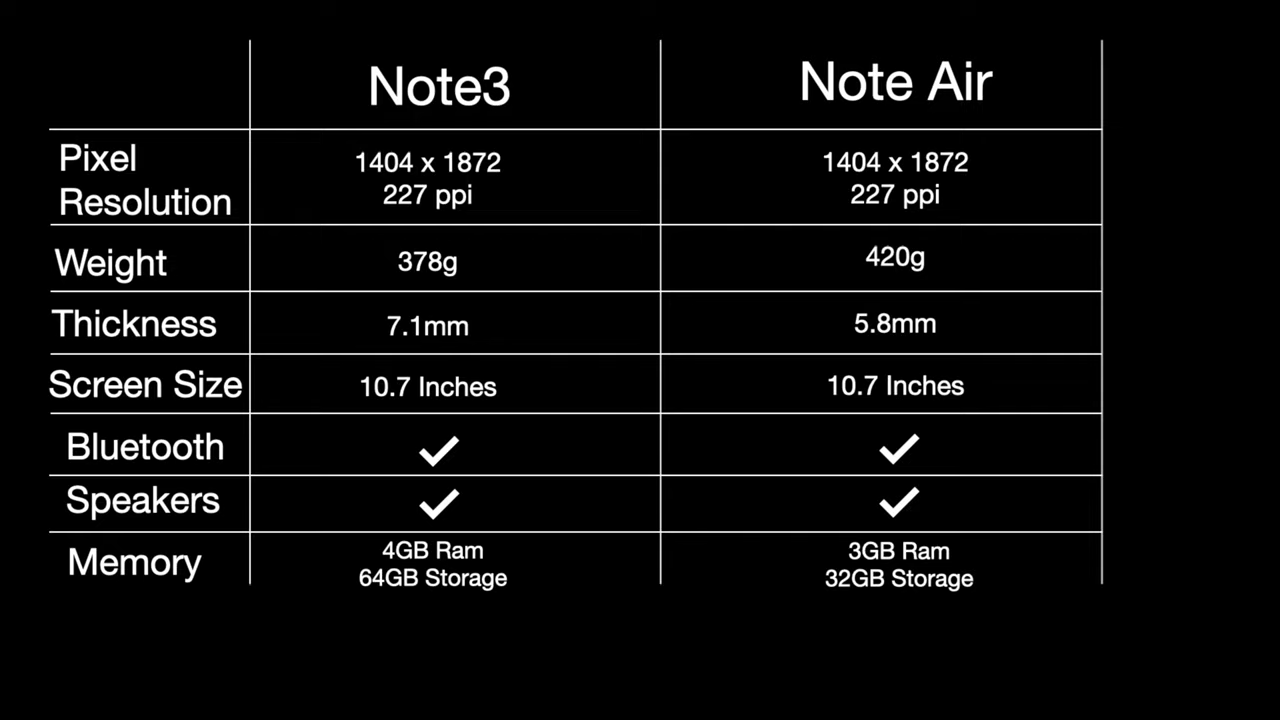 Note3 Note Air
Pixel
Resolution
1404 x 1872
227 ppi
1404 x 1872
227 ppi
Weight 378g 420g
Thickness 7.1mm 5.8mm
Screen Size 10.7 Inches 10.7 Inches
Bluetooth ✓ ✓
Speakers ✓ ✓
Memory
4GB Ram
64GB Storage
3GB Ram
32GB Storage